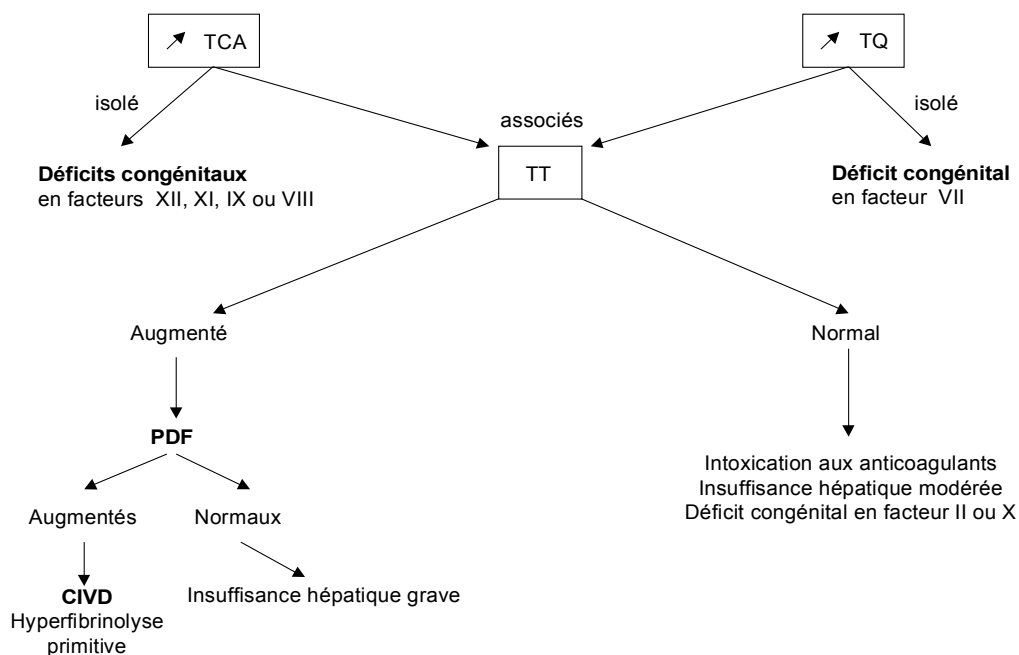 TCA
TQ
isolé
isolé
associés
TT
Déficits congénitaux
en facteurs XII, XI, IX ou VIII
Déficit congénital
en facteur VII
Augmenté
Normal
PDF
Intoxication aux anticoagulants
Insuffisance hépatique modérée
Déficit congénital en facteur II ou X
Augmentés
Normaux
CIVD
Hyperfibrinolyse
primitive
Insuffisance hépatique grave